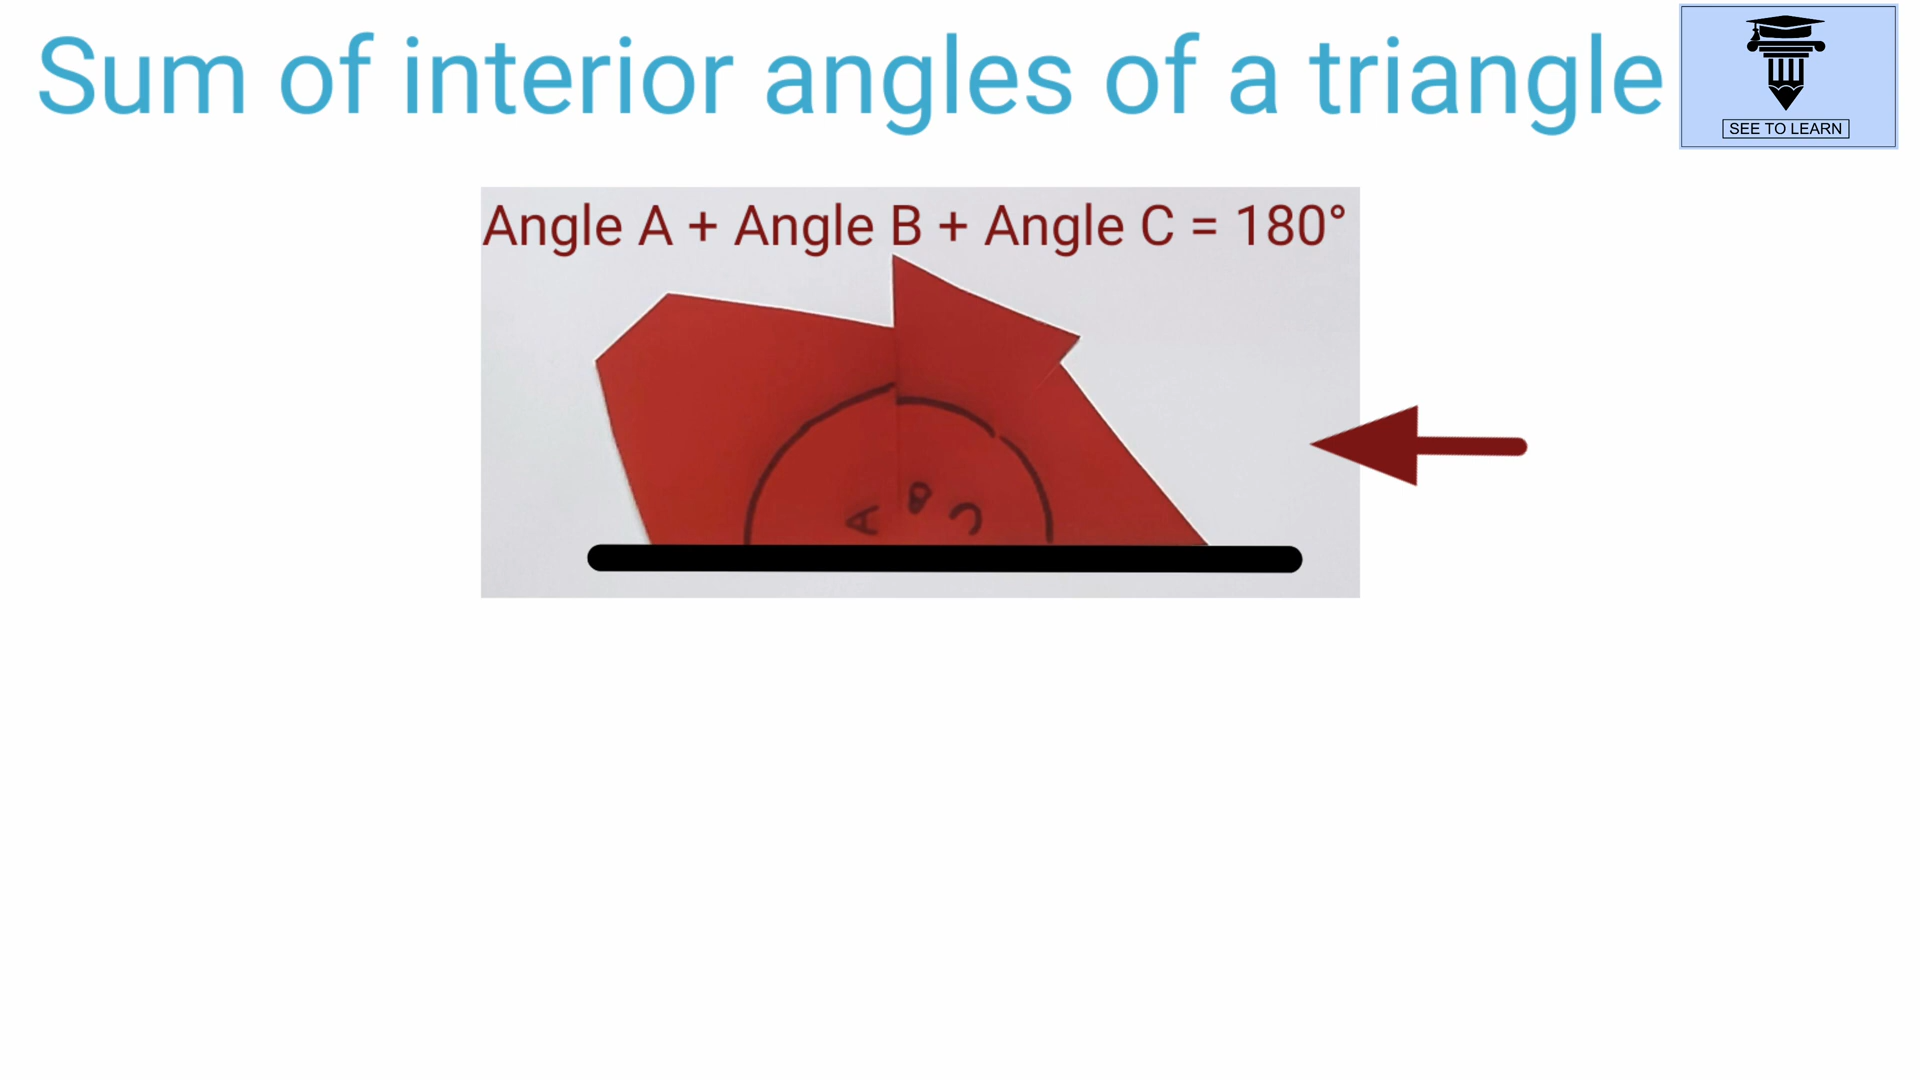 Sum of interior angles of a triangle
SEE TO LEARN
Angle A + Angle B + Angle C = 180°
A B C